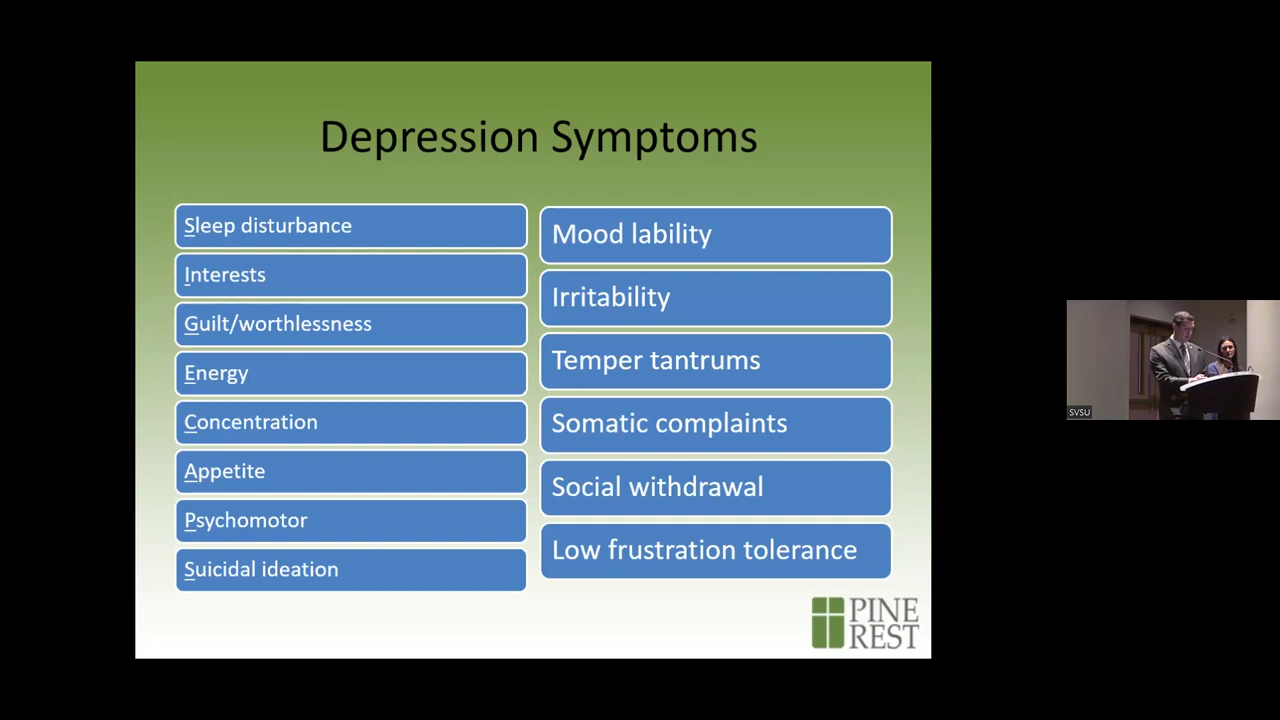 Depression Symptoms
Sleep disturbance
Interests
Guilt/worthlessness
Energy
Concentration
Appetite
Psychomotor
Suicidal ideation
Mood lability
Irritability
Temper tantrums
Somatic complaints
Social withdrawal
Low frustration tolerance
PINE
REST
SVSU